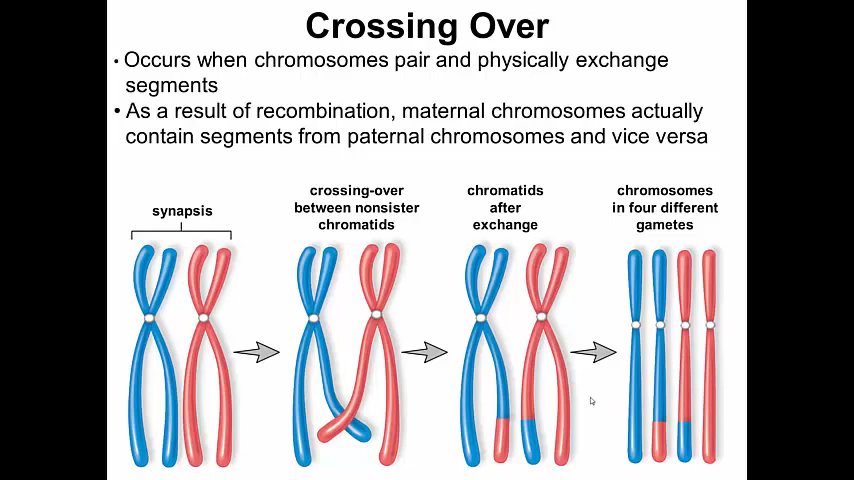 Crossing Over
• Occurs when chromosomes pair and physically exchange
segments
• As a result of recombination, maternal chromosomes actually
contain segments from paternal chromosomes and vice versa
synapsis
crossing-over
between nonsister
chromatids
chromatids
after
exchange
chromosomes
in four different
gametes